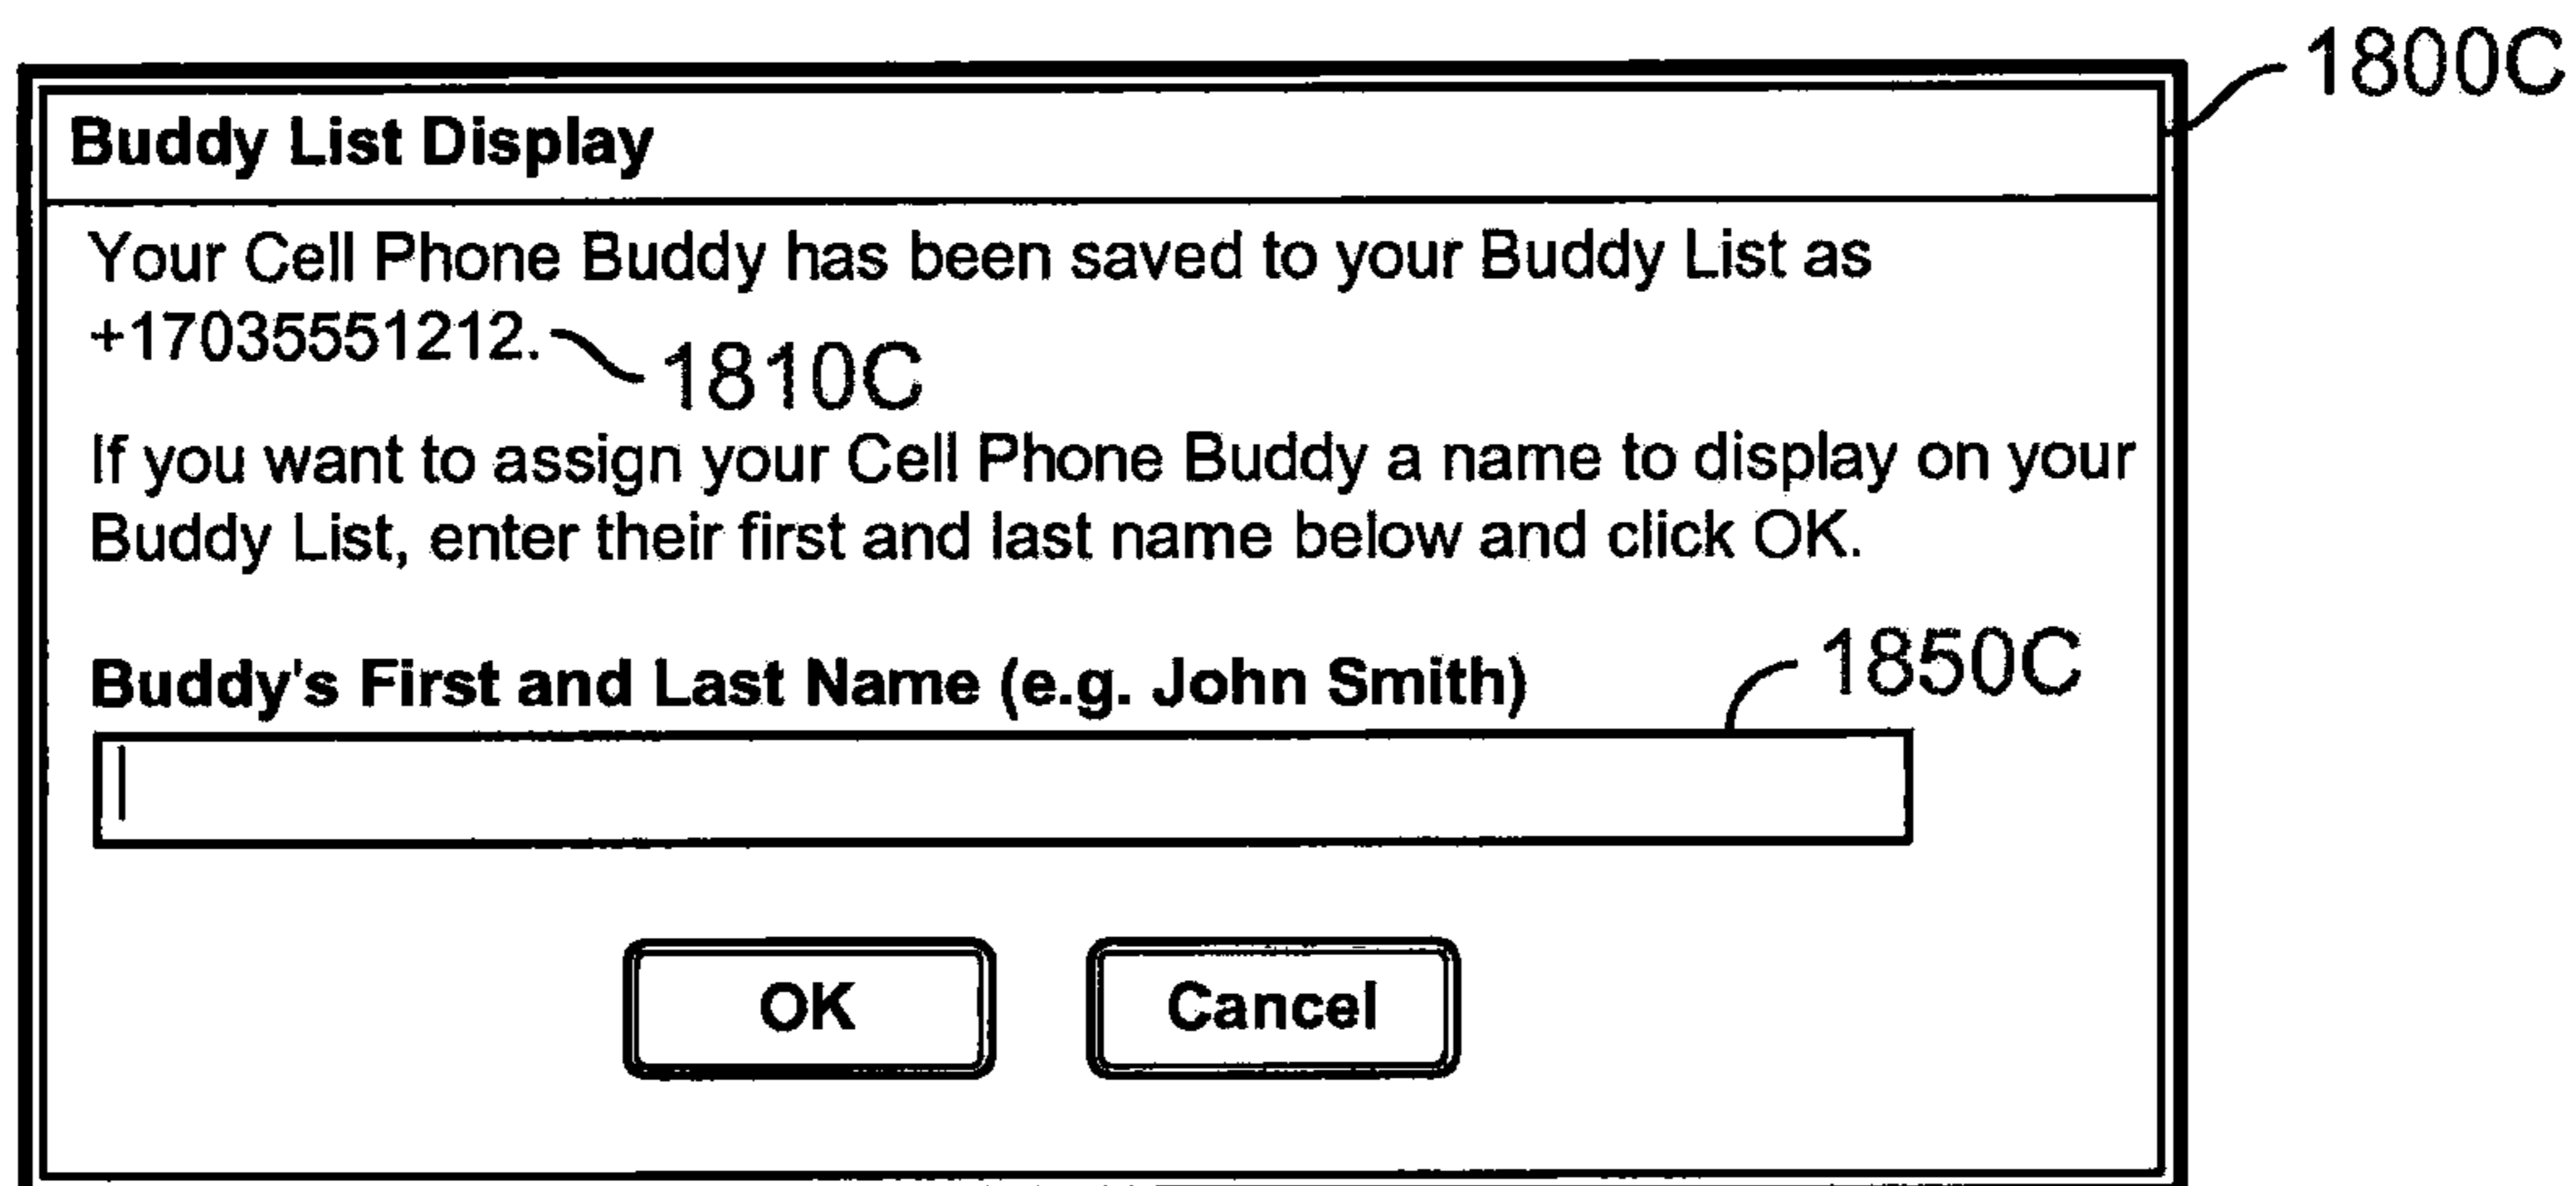 1800C
Buddy List Display
Your Cell Phone Buddy has been saved to your Buddy List as
+17035551212.
1810C
If you want to assign your Cell Phone Buddy a name to display on your
Buddy List, enter their first and last name below and click OK.
1850C
Buddy's First and Last Name (e.g. John Smith)
OK
Cancel